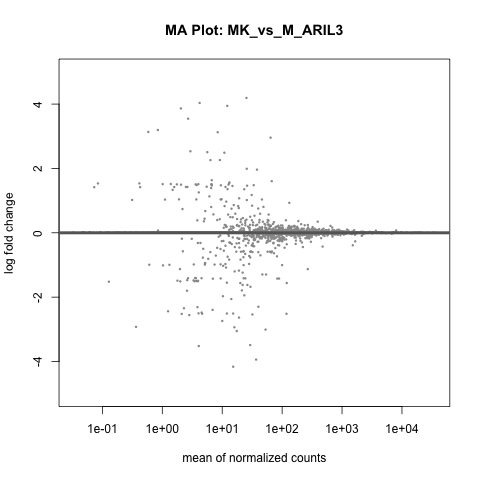 MA Plot: MK_vs_M_ARIL3
log fold change
4
2
0
-2
-4
1e-01 1e+00 1e+01 1e+02 1e+03 1e+04
mean of normalized counts